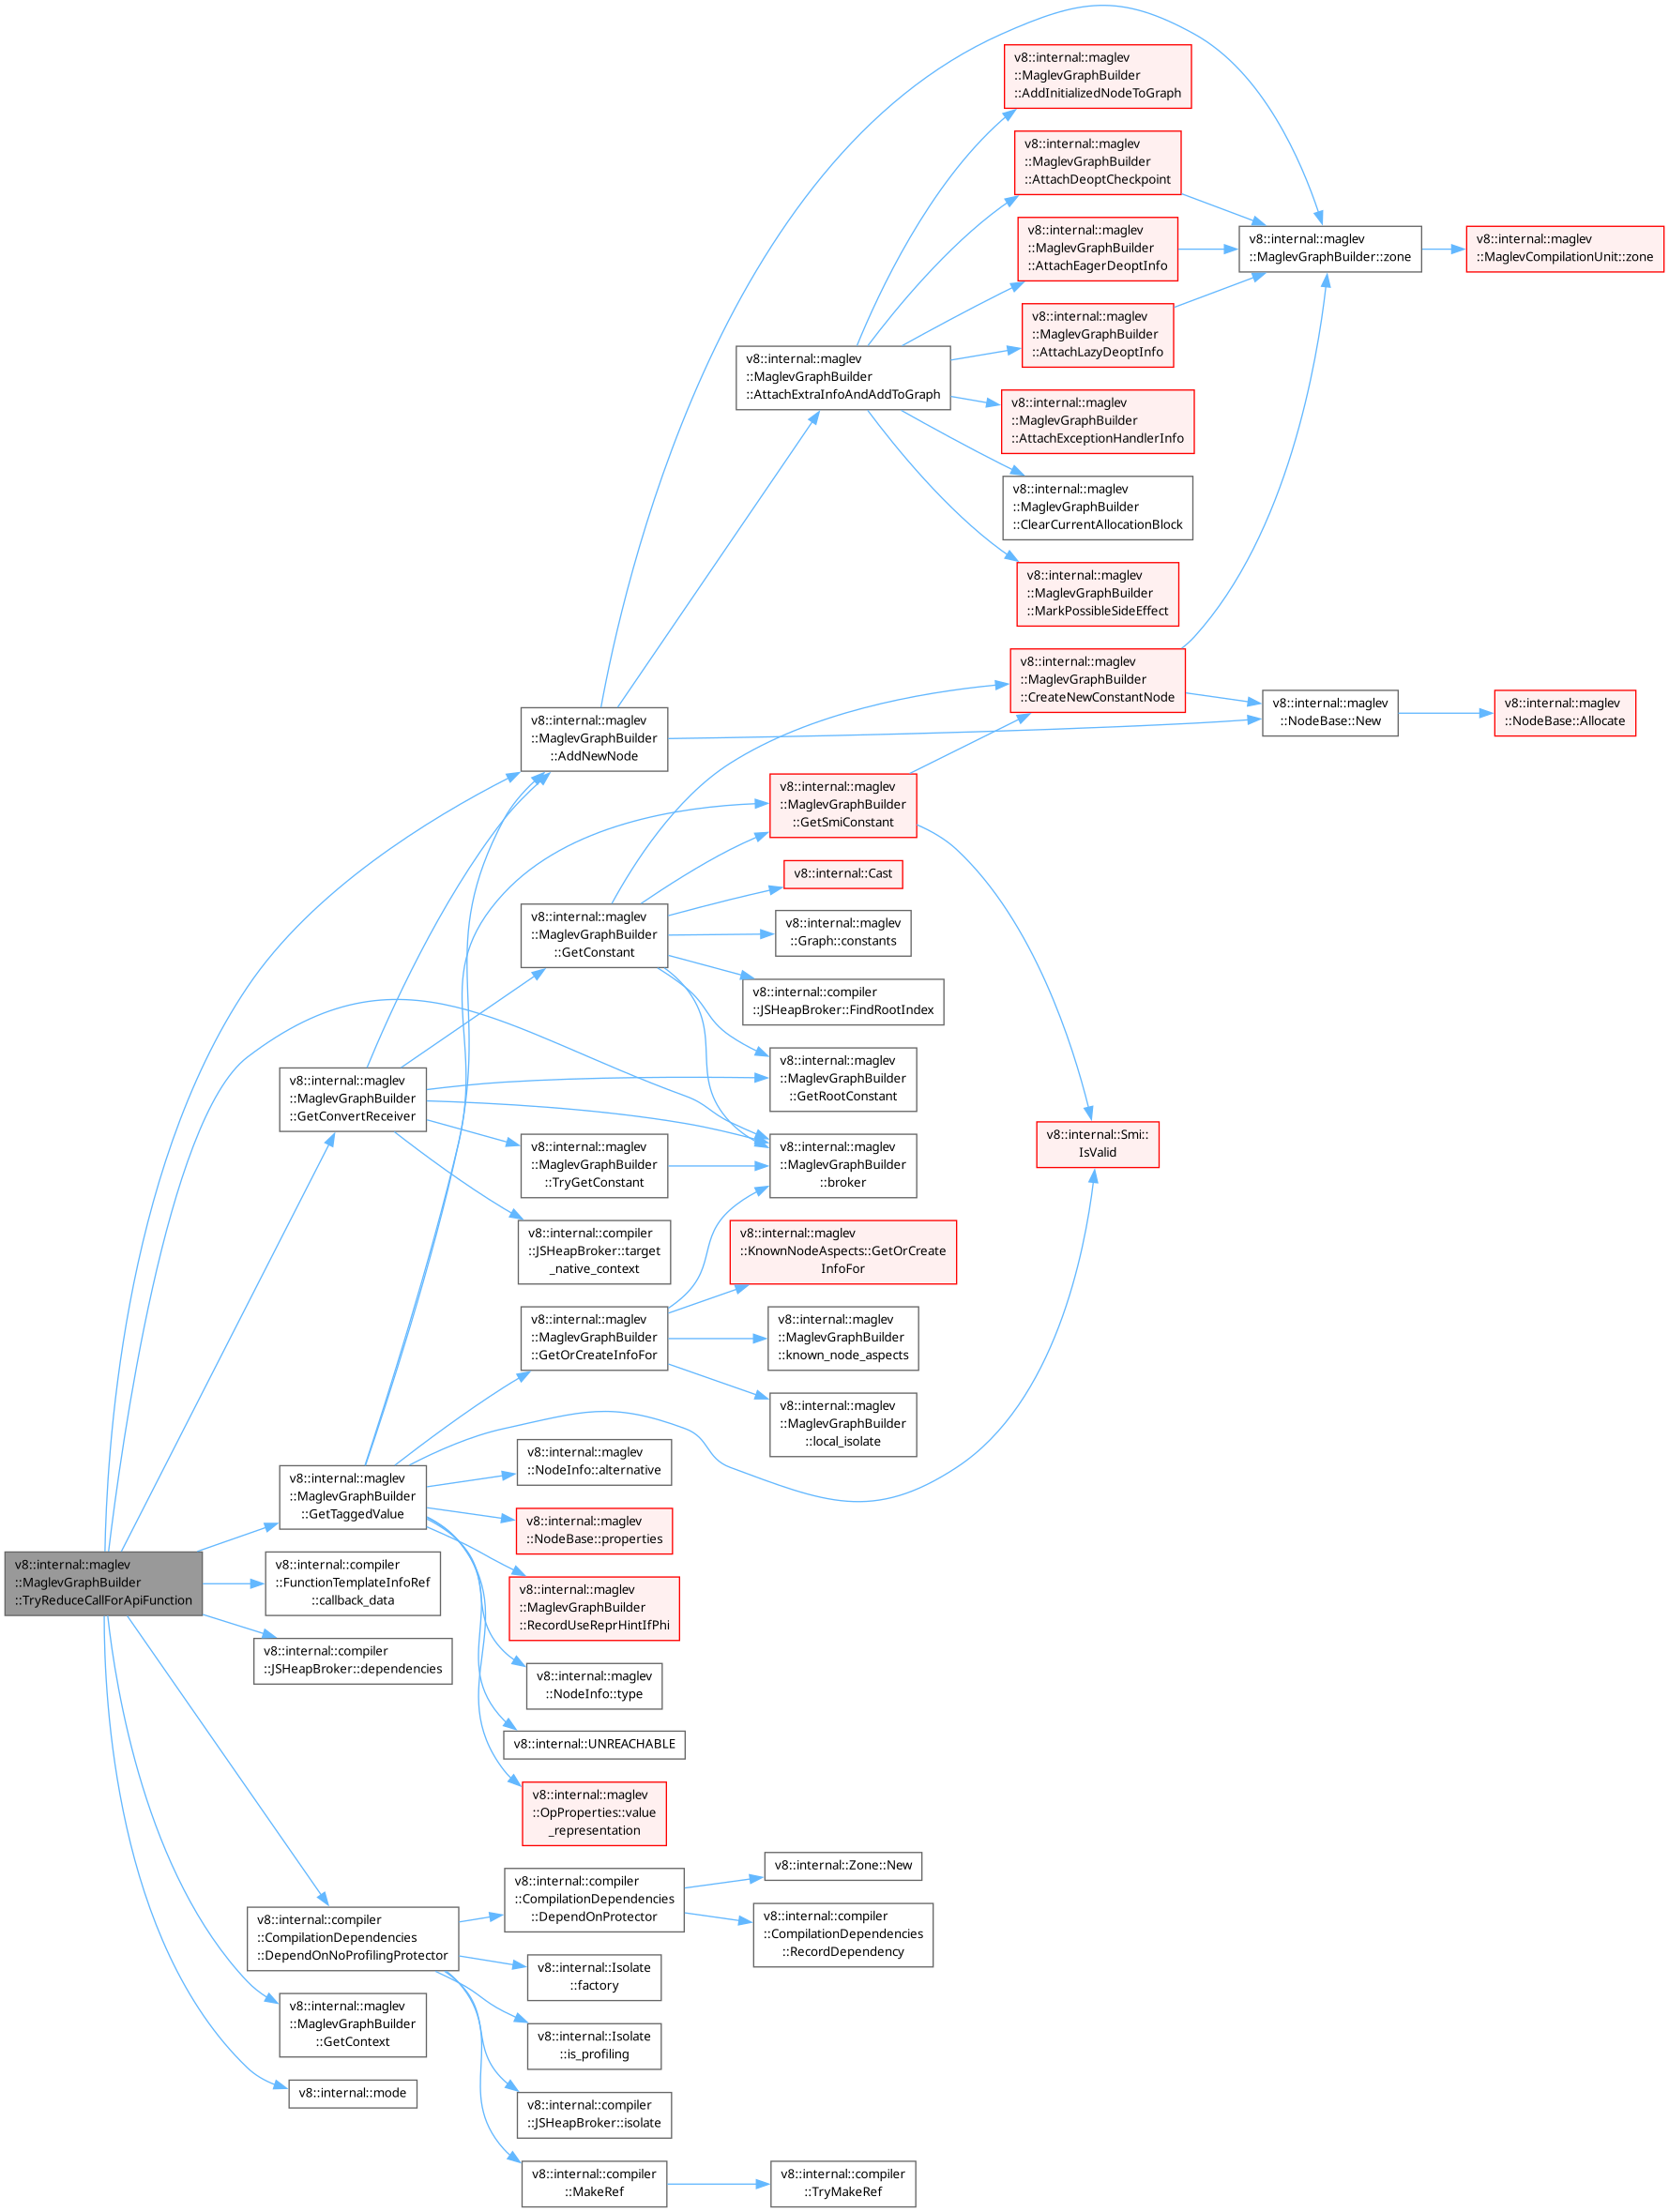 v8::internal::maglev
::MaglevGraphBuilder
::TryReduceCallForApiFunction
v8::internal::maglev
::MaglevGraphBuilder
::AddNewNode
v8::internal::maglev
::MaglevGraphBuilder
::AttachExtraInfoAndAddToGraph
v8::internal::maglev
::MaglevGraphBuilder
::AddInitializedNodeToGraph
v8::internal::maglev
::MaglevGraphBuilder
::AttachDeoptCheckpoint
v8::internal::maglev
::MaglevGraphBuilder
::AttachEagerDeoptInfo
v8::internal::maglev
::MaglevGraphBuilder
::AttachLazyDeoptInfo
v8::internal::maglev
::MaglevGraphBuilder
::AttachExceptionHandlerInfo
v8::internal::maglev
::MaglevGraphBuilder
::ClearCurrentAllocationBlock
v8::internal::maglev
::MaglevGraphBuilder
::MarkPossibleSideEffect
v8::internal::maglev
::MaglevGraphBuilder::zone
v8::internal::maglev
::MaglevCompilationUnit::zone
v8::internal::maglev
::MaglevGraphBuilder
::CreateNewConstantNode
v8::internal::maglev
::NodeBase::New
v8::internal::maglev
::NodeBase::Allocate
v8::internal::maglev
::MaglevGraphBuilder
::GetSmiConstant
v8::internal::Cast
v8::internal::maglev
::MaglevGraphBuilder
::GetConstant
v8::internal::maglev
::Graph::constants
v8::internal::compiler
::JSHeapBroker::FindRootIndex
v8::internal::maglev
::MaglevGraphBuilder
::GetRootConstant
v8::internal::maglev
::MaglevGraphBuilder
::GetConvertReceiver
v8::internal::maglev
::MaglevGraphBuilder
::TryGetConstant
v8::internal::maglev
::MaglevGraphBuilder
::broker
v8::internal::Smi::
IsValid
v8::internal::compiler
::JSHeapBroker::target
_native_context
v8::internal::maglev
::KnownNodeAspects::GetOrCreate
InfoFor
v8::internal::maglev
::MaglevGraphBuilder
::GetOrCreateInfoFor
v8::internal::maglev
::MaglevGraphBuilder
::known_node_aspects
v8::internal::maglev
::MaglevGraphBuilder
::local_isolate
v8::internal::maglev
::MaglevGraphBuilder
::GetTaggedValue
v8::internal::maglev
::NodeInfo::alternative
v8::internal::maglev
::NodeBase::properties
v8::internal::maglev
::MaglevGraphBuilder
::RecordUseReprHintIfPhi
v8::internal::maglev
::NodeInfo::type
v8::internal::UNREACHABLE
v8::internal::maglev
::OpProperties::value
_representation
v8::internal::compiler
::FunctionTemplateInfoRef
::callback_data
v8::internal::compiler
::JSHeapBroker::dependencies
v8::internal::compiler
::CompilationDependencies
::DependOnNoProfilingProtector
v8::internal::compiler
::CompilationDependencies
::DependOnProtector
v8::internal::Zone::New
v8::internal::compiler
::CompilationDependencies
::RecordDependency
v8::internal::Isolate
::factory
v8::internal::Isolate
::is_profiling
v8::internal::compiler
::JSHeapBroker::isolate
v8::internal::compiler
::MakeRef
v8::internal::compiler
::TryMakeRef
v8::internal::maglev
::MaglevGraphBuilder
::GetContext
v8::internal::mode